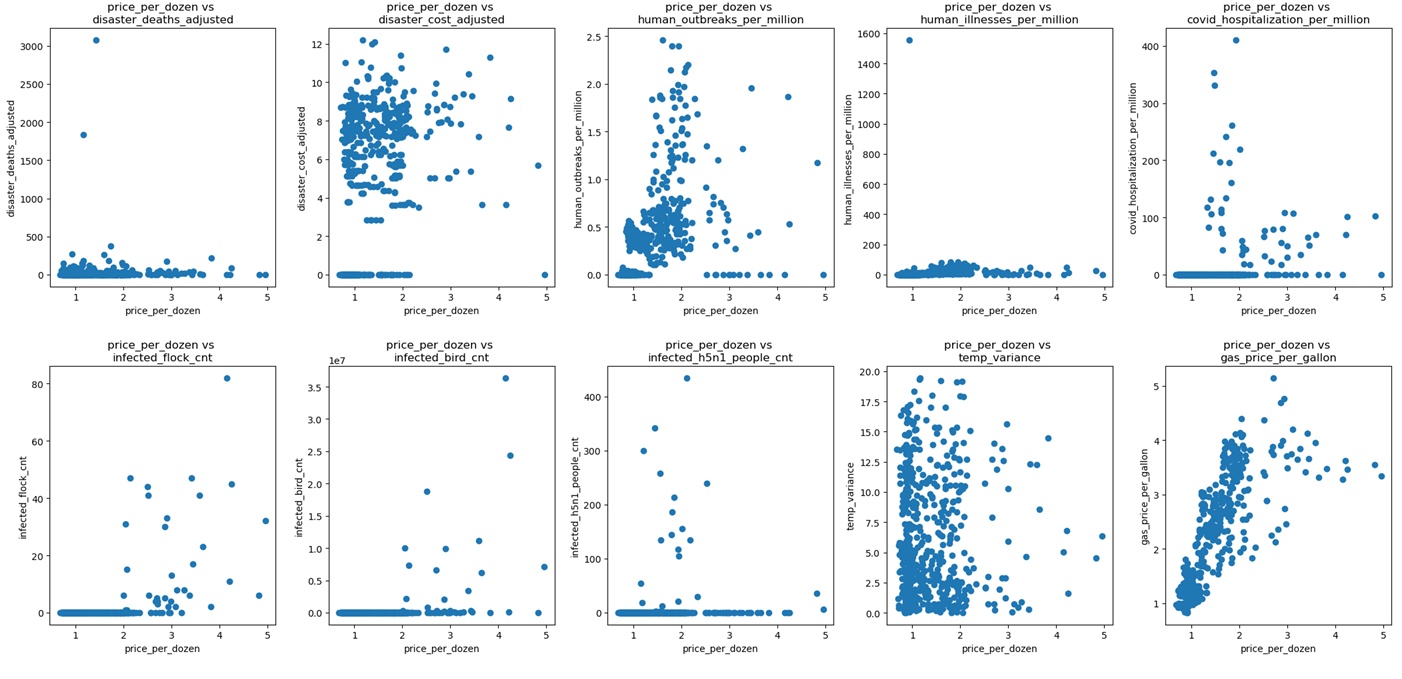 price_per_dozen vs
disaster_deaths_adjusted
3000
2500
2000
1500
1000
500
0
disaster_deaths_adjusted
1 2 3 4 5
price_per_dozen
price_per_dozen vs
disaster_cost_adjusted
12
10
8
6
4
2
0
disaster_cost_adjusted
1 2 3 4 5
price_per_dozen
price_per_dozen vs
human_outbreaks_per_million
2.5
2.0
1.5
1.0
0.5
0.0
human_outbreaks_per_million
1 2 3 4 5
price_per_dozen
price_per_dozen vs
human_illnesses_per_million
1600
1400
1200
1000
800
600
400
200
0
human_illnesses_per_million
1 2 3 4 5
price_per_dozen
price_per_dozen vs
covid_hospitalization_per_million
400
300
200
100
0
covid_hospitalization_per_million
1 2 3 4 5
price_per_dozen
price_per_dozen vs
infected_flock_cnt
80
60
40
20
0
infected_flock_cnt
1 2 3 4 5
price_per_dozen
price_per_dozen vs
infected_bird_cnt
1e7
3.5
3.0
2.5
2.0
1.5
1.0
0.5
0.0
infected_bird_cnt
1 2 3 4 5
price_per_dozen
price_per_dozen vs
infected_h5n1_people_cnt
400
300
200
100
0
infected_h5n1_people_cnt
1 2 3 4 5
price_per_dozen
price_per_dozen vs
temp_variance
20.0
17.5
15.0
12.5
10.0
7.5
5.0
2.5
0.0
temp_variance
1 2 3 4 5
price_per_dozen
price_per_dozen vs
gas_price_per_gallon
5
4
3
2
1
gas_price_per_gallon
1 2 3 4 5
price_per_dozen